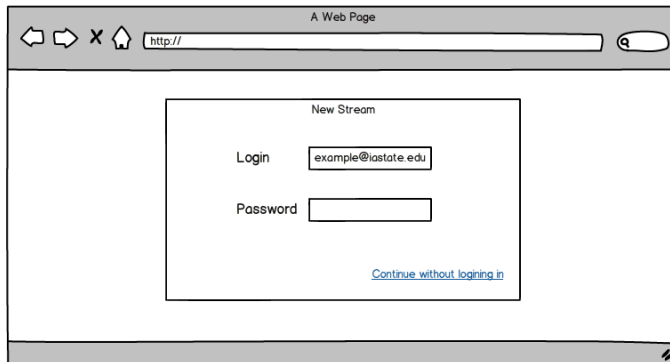 A Web Page
http://
New Stream
Login
example@iastate.edu
Password
Continue without logining in